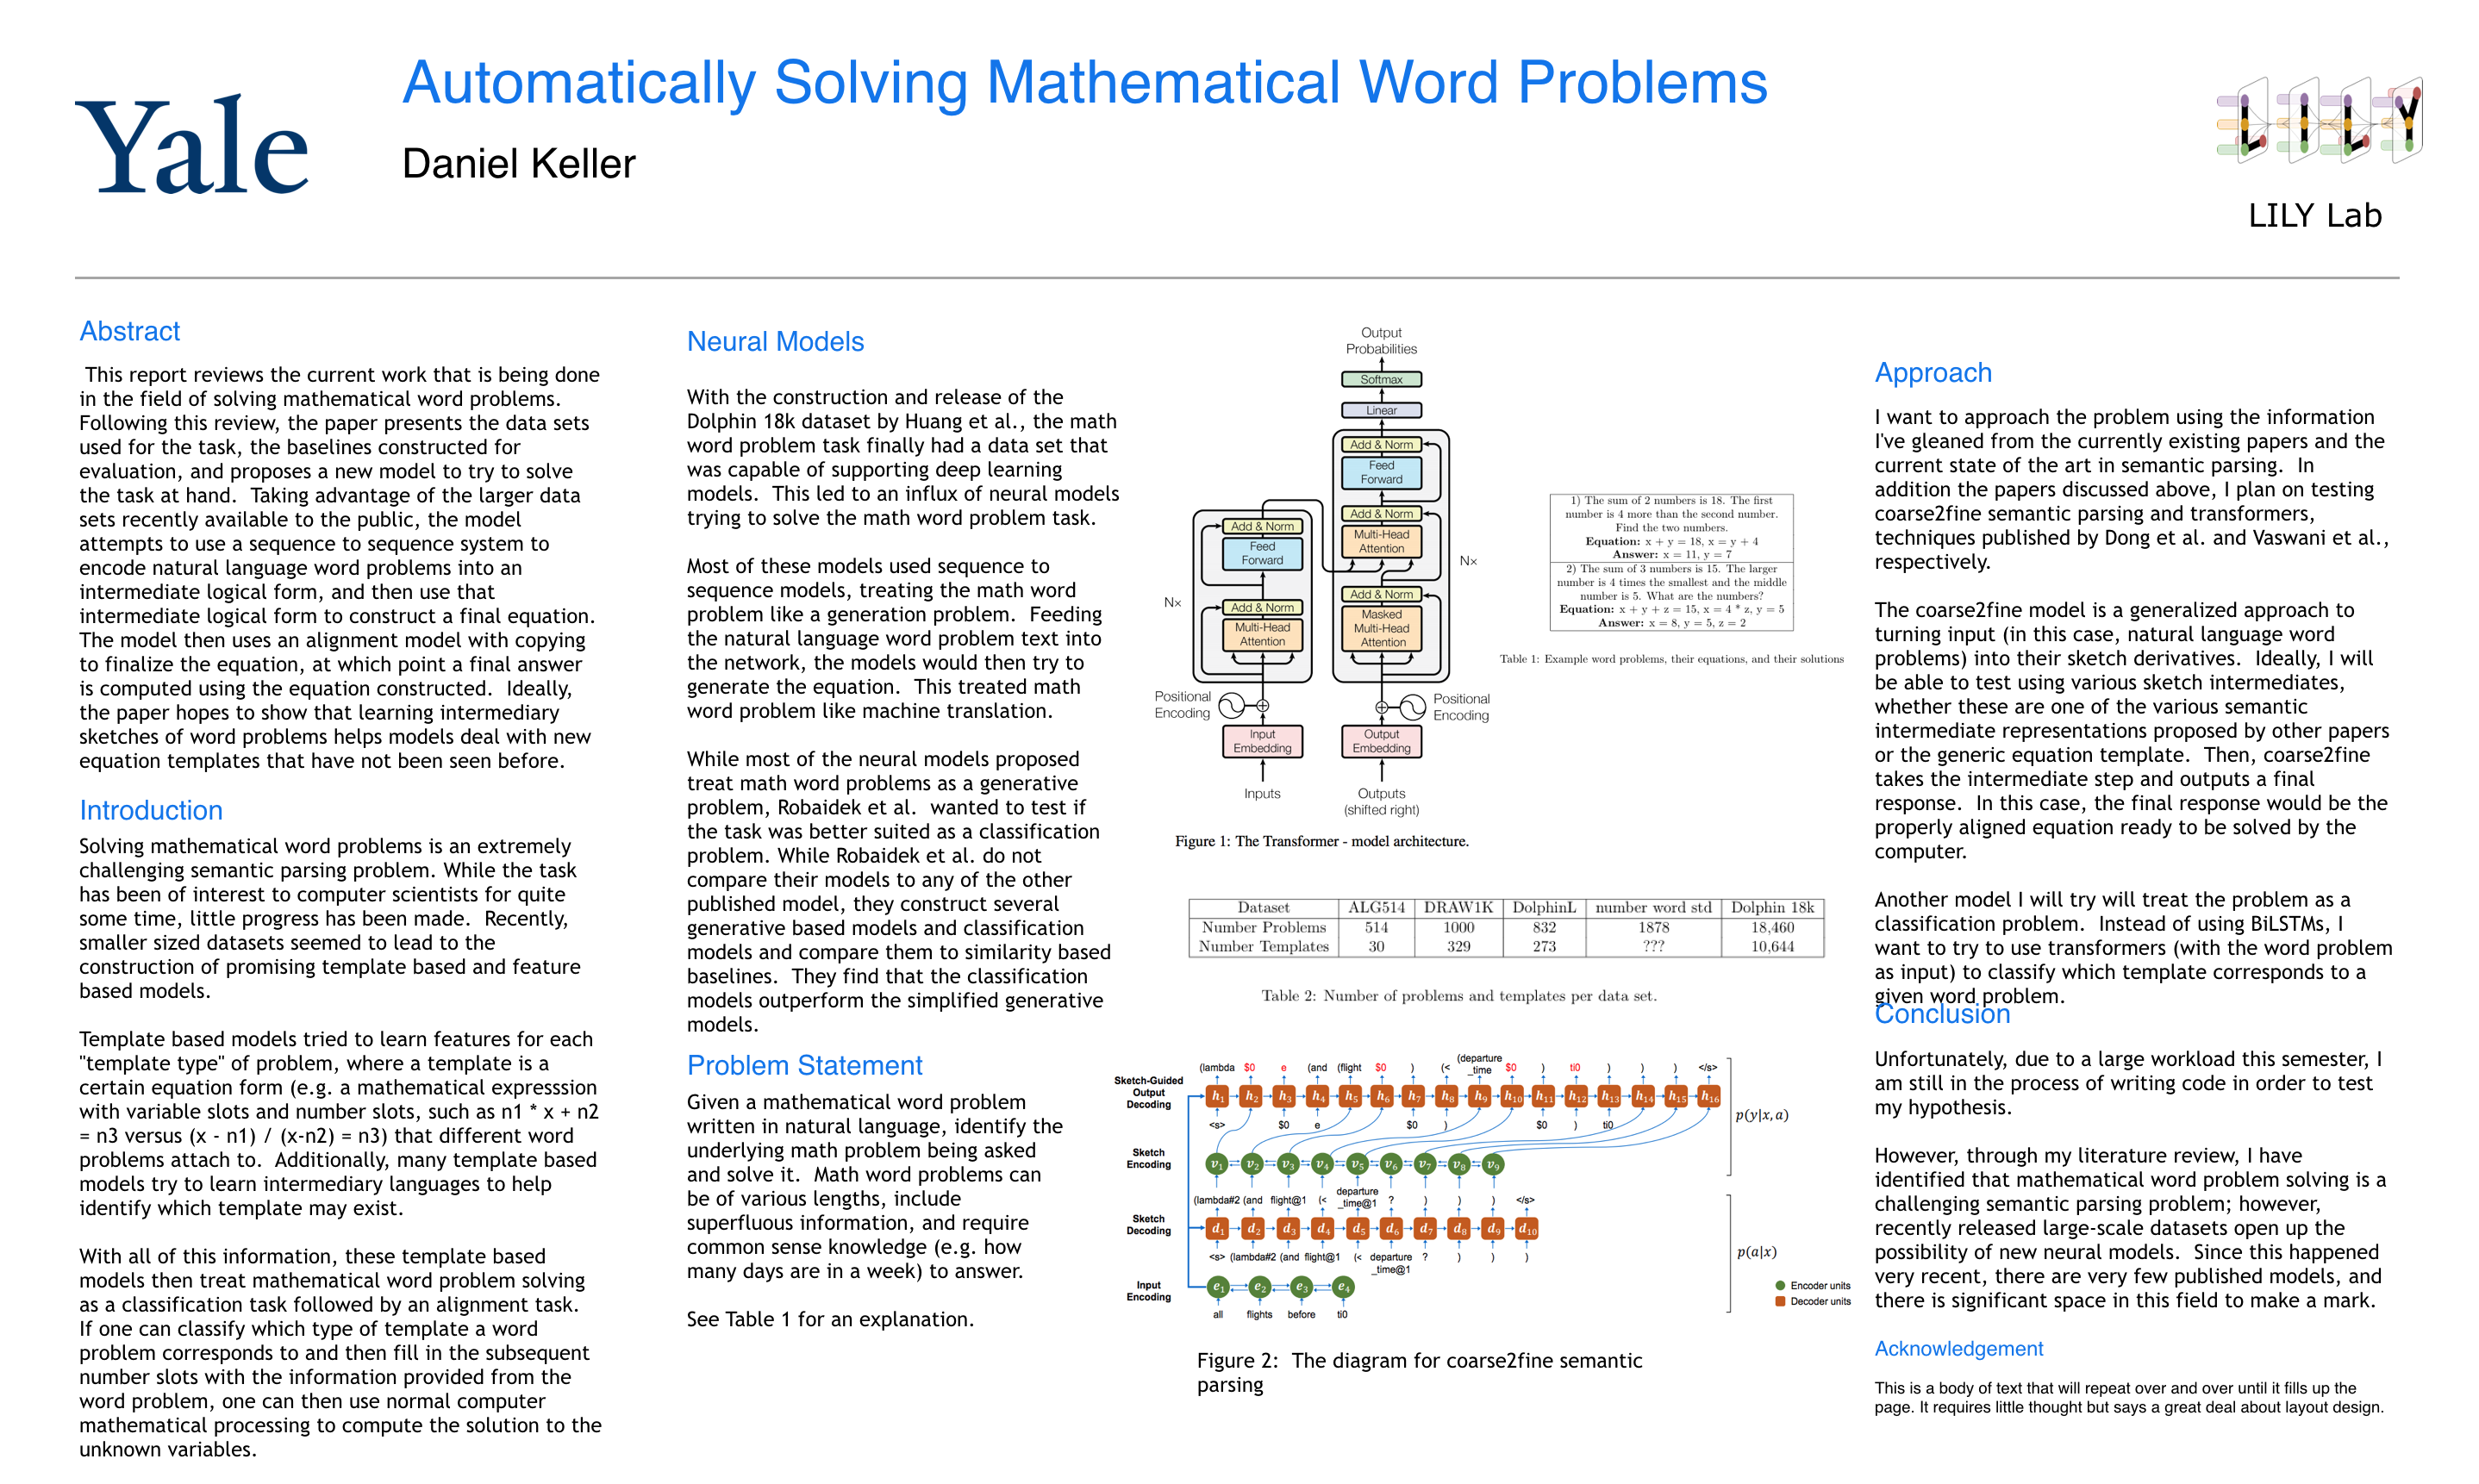 Yale
Automatically Solving Mathematical Word Problems
Daniel Keller
LILY
LILY Lab
Abstract
This report reviews the current work that is being done
in the field of solving mathematical word problems.
Following this review, the paper presents the data sets
used for the task, the baselines constructed for
evaluation, and proposes a new model to try to solve
the task at hand. Taking advantage of the larger data
sets recently available to the public, the model
attempts to use a sequence to sequence system to
encode natural language word problems into an
intermediate logical form, and then use that
intermediate logical form to construct a final equation.
The model then uses an alignment model with copying
to finalize the equation, at which point a final answer
is computed using the equation constructed. Ideally,
the paper hopes to show that learning intermediary
sketches of word problems helps models deal with new
equation templates that have not been seen before.
Introduction
Solving mathematical word problems is an extremely
challenging semantic parsing problem. While the task
has been of interest to computer scientists for quite
some time, little progress has been made. Recently,
smaller sized datasets seemed to lead to the
construction of promising template based and feature
based models.
Template based models tried to learn features for each
"template type" of problem, where a template is a
certain equation form (e.g. a mathematical expresssion
with variable slots and number slots, such as n1 * x + n2
= n3 versus (x - n1) / (x-n2) = n3) that different word
problems attach to. Additionally, many template based
models try to learn intermediary languages to help
identify which template may exist.
With all of this information, these template based
models then treat mathematical word problem solving
as a classification task followed by an alignment task.
If one can classify which type of template a word
problem corresponds to and then fill in the subsequent
number slots with the information provided from the
word problem, one can then use normal computer
mathematical processing to compute the solution to the
unknown variables.
Neural Models
With the construction and release of the
Dolphin 18k dataset by Huang et al., the math
word problem task finally had a data set that
was capable of supporting deep learning
models. This led to an influx of neural models
trying to solve the math word problem task.
Most of these models used sequence to
sequence models, treating the math word
problem like a generation problem. Feeding
the natural language word problem text into
the network, the models would then try to
generate the equation. This treated math
word problem like machine translation.
While most of the neural models proposed
treat math word problems as a generative
problem, Robaidek et al. wanted to test if
the task was better suited as a classification
problem. While Robaidek et al. do not
compare their models to any of the other
published model, they construct several
generative based models and classification
models and compare them to similarity based
baselines. They find that the classification
models outperform the simplified generative
models.
Problem Statement
Given a mathematical word problem
written in natural language, identify the
underlying math problem being asked
and solve it. Math word problems can
be of various lengths, include
superfluous information, and require
common sense knowledge (e.g. how
many days are in a week) to answer.
See Table 1 for an explanation.
Output
Probabilities
Softmax
Linear
Add & Norm
Feed
Forward
Add & Norm
Multi-Head
Attention
Add & Norm
Masked
Multi-Head
Attention
Nx
Add & Norm
Feed
Forward
Add & Norm
Multi-Head
Attention
Nx
Positional
Encoding
Positional
Encoding
Input
Embedding
Output
Embedding
Inputs
Outputs
(shifted right)
Figure 1: The Transformer - model architecture.
1) The sum of 2 numbers is 18. The first
number is 4 more than the second number.
Find the two numbers.
Equation: x + y = 18, x = y + 4
Answer: x = 11, y = 7
2) The sum of 3 numbers is 15. The larger
number is 4 times the smallest and the middle
number is 5. What are the numbers?
Equation: x + y + z = 15, x = 4 * z, y = 5
Answer: x = 8, y = 5, z = 2
Table 1: Example word problems, their equations, and their solutions
Dataset ALG514 DRAW1K DolphinL number word std Dolphin 18k
Number Problems 514 1000 832 1878 18,460
Number Templates 30 329 273 ??? 10,644
Table 2: Number of problems and templates per data set.
(lambda $0 e (and (flight $0 ) (< (departure _time $0 ) ti0 ) ) ) </s>
Sketch-Guided
Output
Decoding
h1 h2 h3 h4 h5 h6 h7 h8 h9 h10 h11 h12 h13 h14 h15 h16
<s> $0 e $0 ) $0 ) ti0
p(y|x, a)
Sketch
Encoding
v1 v2 v3 v4 v5 v6 v7 v8 v9
(lambda#2 (and flight@1 (< departure _time@1 ? ) ) ) </s>
Sketch
Decoding
d1 d2 d3 d4 d5 d6 d7 d8 d9 d10
<s> (lambda#2 (and flight@1 (< departure _time@1 ? ) ) )
p(a|x)
Input
Encoding
e1 e2 e3 e4
all flights before ti0
Encoder units
Decoder units
Figure 2: The diagram for coarse2fine semantic
parsing
Approach
I want to approach the problem using the information
I've gleaned from the currently existing papers and the
current state of the art in semantic parsing. In
addition the papers discussed above, I plan on testing
coarse2fine semantic parsing and transformers,
techniques published by Dong et al. and Vaswani et al.,
respectively.
The coarse2fine model is a generalized approach to
turning input (in this case, natural language word
problems) into their sketch derivatives. Ideally, I will
be able to test using various sketch intermediates,
whether these are one of the various semantic
intermediate representations proposed by other papers
or the generic equation template. Then, coarse2fine
takes the intermediate step and outputs a final
response. In this case, the final response would be the
properly aligned equation ready to be solved by the
computer.
Another model I will try will treat the problem as a
classification problem. Instead of using BiLSTMs, I
want to try to use transformers (with the word problem
as input) to classify which template corresponds to a
given word problem.
Conclusion
Unfortunately, due to a large workload this semester, I
am still in the process of writing code in order to test
my hypothesis.
However, through my literature review, I have
identified that mathematical word problem solving is a
challenging semantic parsing problem; however,
recently released large-scale datasets open up the
possibility of new neural models. Since this happened
very recent, there are very few published models, and
there is significant space in this field to make a mark.
Acknowledgement
This is a body of text that will repeat over and over until it fills up the
page. It requires little thought but says a great deal about layout design.